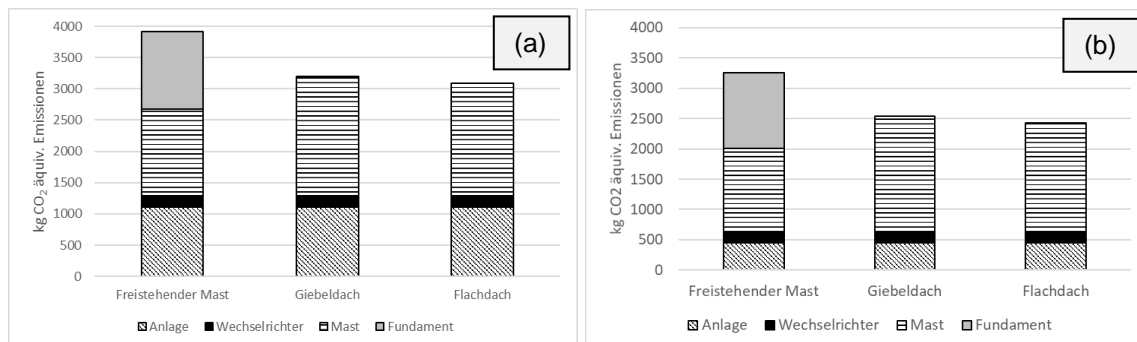 (a)
kg CO₂ äquiv. Emissionen
4000
3500
3000
2500
2000
1500
1000
500
0
Freistehender Mast Giebeldach Flachdach
Anlage Wechselrichter Mast Fundament
(b)
kg CO2 äquiv. Emissionen
4000
3500
3000
2500
2000
1500
1000
500
0
Freistehender Mast Giebeldach Flachdach
Anlage Wechselrichter Mast Fundament